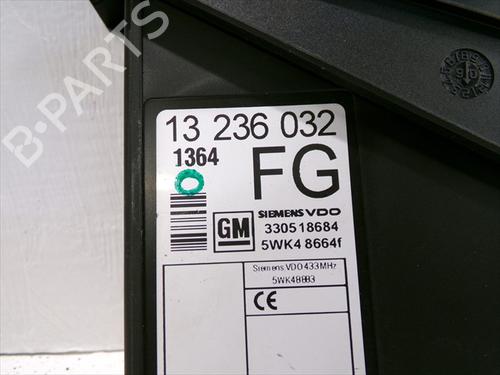 B-PARTS
13 236 032
1364
FG
GM
SIEMENS VDO
330518684
5WK4 8664f
Siemens VDO 433MHz
5WK48883
CE